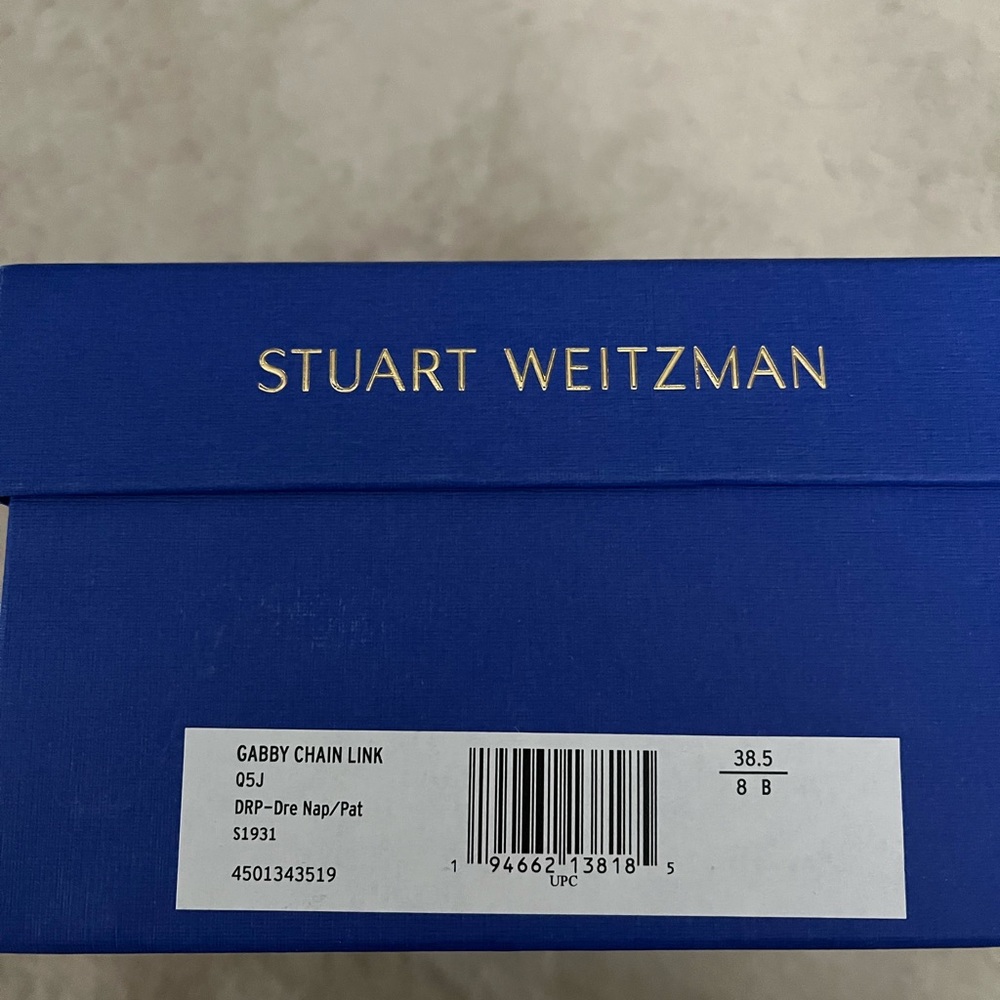 STUART WEITZMAN
GABBY CHAIN LINK
Q5J
DRP-Dre Nap/Pat
S1931
4501343519
1 94662 13818 5
UPC
38.5
8 B